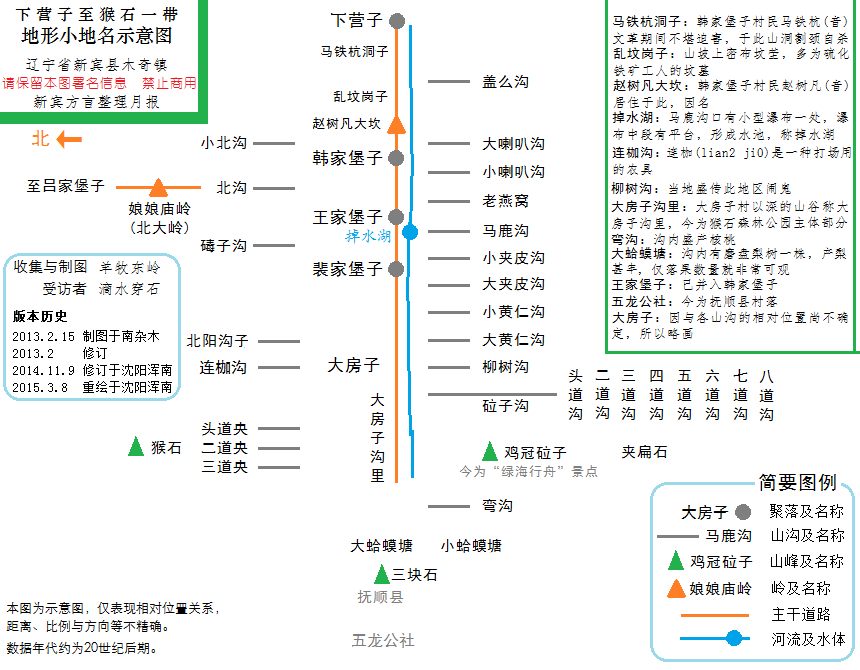 下营子至猴石一带
地形小地名示意图
辽宁省新宾县木奇镇
请保留本图署名信息　禁止商用
新宾方言整理月报
北
下营子
马铁杭洞子
盖么沟
乱坟岗子
赵树凡大坎
小北沟
大喇叭沟
韩家堡子
小喇叭沟
至吕家堡子
北沟
老燕窝
娘娘庙岭
(北大岭)
王家堡子
马鹿沟
掉水湖
礴子沟
小夹皮沟
裴家堡子
大夹皮沟
小黄仁沟
北阳沟子
大黄仁沟
连枷沟
大房子
柳树沟
头道沟
二道沟
三道沟
四道沟
五道沟
六道沟
七道沟
八道沟
砬子沟
大房子沟里
头道央
猴石
二道央
三道央
鸡冠砬子
夹扁石
今为“绿海行舟”景点
弯沟
大蛤蟆塘
小蛤蟆塘
三块石
抚顺县
五龙公社
收集与制图　羊牧东岭
受访者　滴水穿石
版本历史
2013.2.15 制图于南杂木
2013.2　修订
2014.11.9 修订于沈阳浑南
2015.3.8　重绘于沈阳浑南
马铁杭洞子：韩家堡子村民马铁杭(音)
文革期间不堪迫害，于此山洞割颈自杀
乱坟岗子：山坡上密布坟茔，多为硫化
铁矿工人的坟墓
赵树凡大坎：韩家堡子村民赵树凡(音)
居住于此，因名
掉水湖：马鹿沟口有小型瀑布一处，瀑
布中段有平台，形成水池，称掉水湖
连枷沟：连枷(lian2 ji0)是一种打场用
的农具
柳树沟：当地盛传此地区闹鬼
大房子沟里：大房子村以深的山谷称大
房子沟里，今为猴石森林公园主体部分
弯沟：沟内盛产核桃
大蛤蟆塘：沟内有磨盘梨树一株，产梨
甚丰，仅落果数量就非常可观
王家堡子：已并入韩家堡子
五龙公社：今为抚顺县村落
大房子：因与各山沟的相对位置尚不确
定，所以略画
简要图例
大房子　聚落及名称
马鹿沟　山沟及名称
鸡冠砬子　山峰及名称
娘娘庙岭　岭及名称
主干道路
河流及水体
本图为示意图，仅表现相对位置关系，
距离、比例与方向等不精确。
数据年代约为20世纪后期。